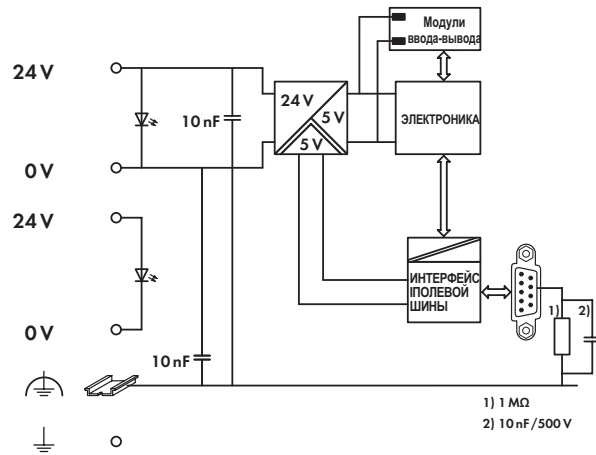 Модули
ввода-вывода
24 V
24 V
5 V
5 V
10 nF
ЭЛЕКТРОНИКА
0 V
24 V
ИНТЕРФЕЙС
IПОЛЕВОЙ
ШИНЫ
1)
2)
0 V
10 nF
1) 1 MΩ
2) 10 nF/500 V